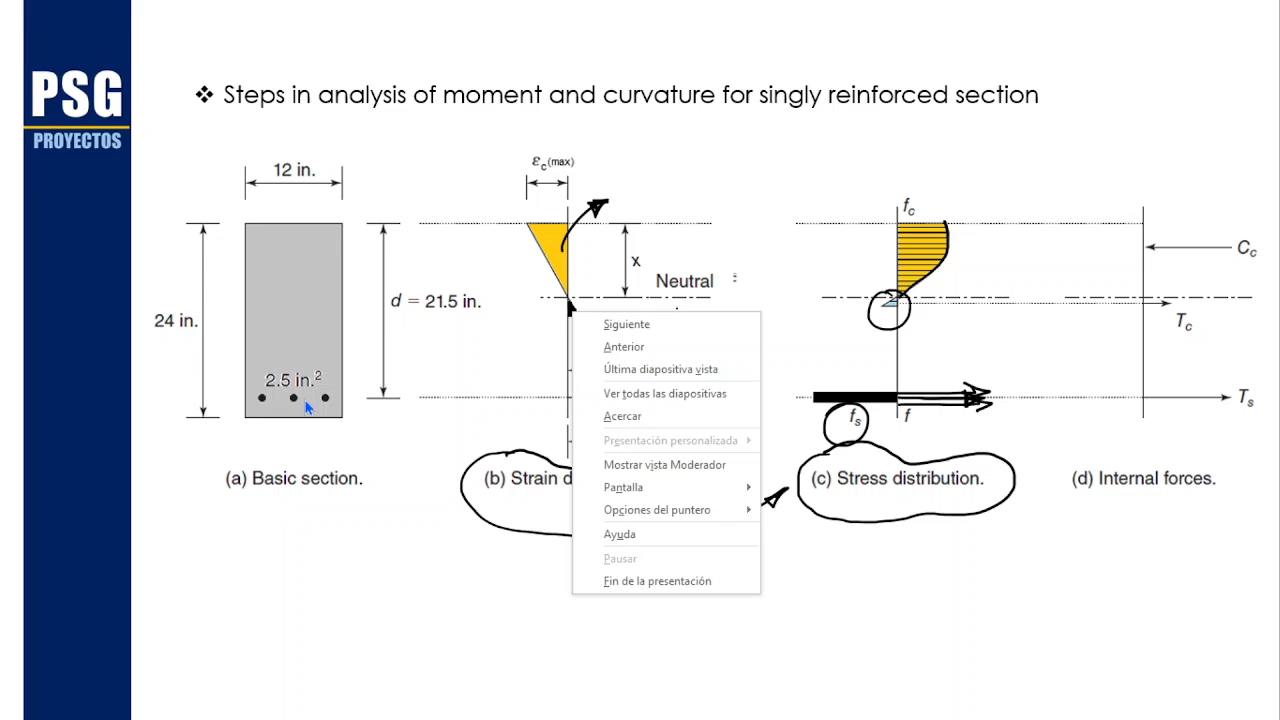 PSG
PROYECTOS
❖ Steps in analysis of moment and curvature for singly reinforced section
12 in.
24 in.
2.5 in.²
d = 21.5 in.
(a) Basic section.
εc(max)
x
Neutral
(b) Strain d
Siguiente
Anterior
Última diapositiva vista
Ver todas las diapositivas
Acercar
Presentación personalizada
Mostrar vista Moderador
Pantalla
Opciones del puntero
Ayuda
Pausar
Fin de la presentación
fc
fs
f
(c) Stress distribution.
Cc
Tc
Ts
(d) Internal forces.